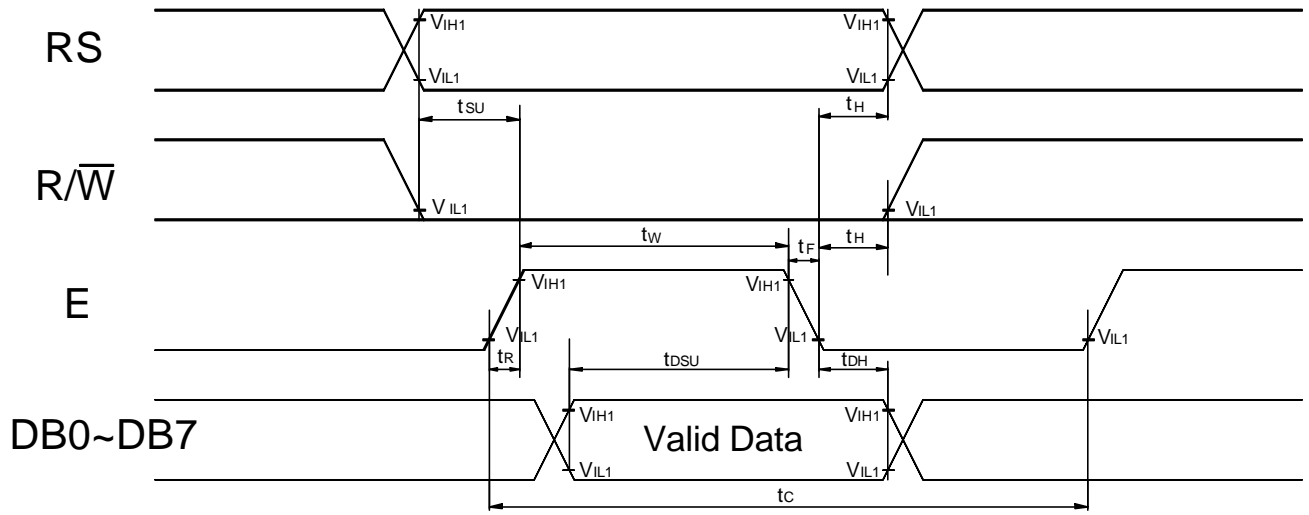 VIH1 VIH1
RS
VIL1 VIL1
tSU tH
R/W̅
VIL1 VIL1
tW tF tH
VIH1 VIH1
E
VIL1 VIL1 VIL1
tR tDSU tDH
VIH1 VIH1
DB0~DB7 Valid Data
VIL1 VIL1
tC